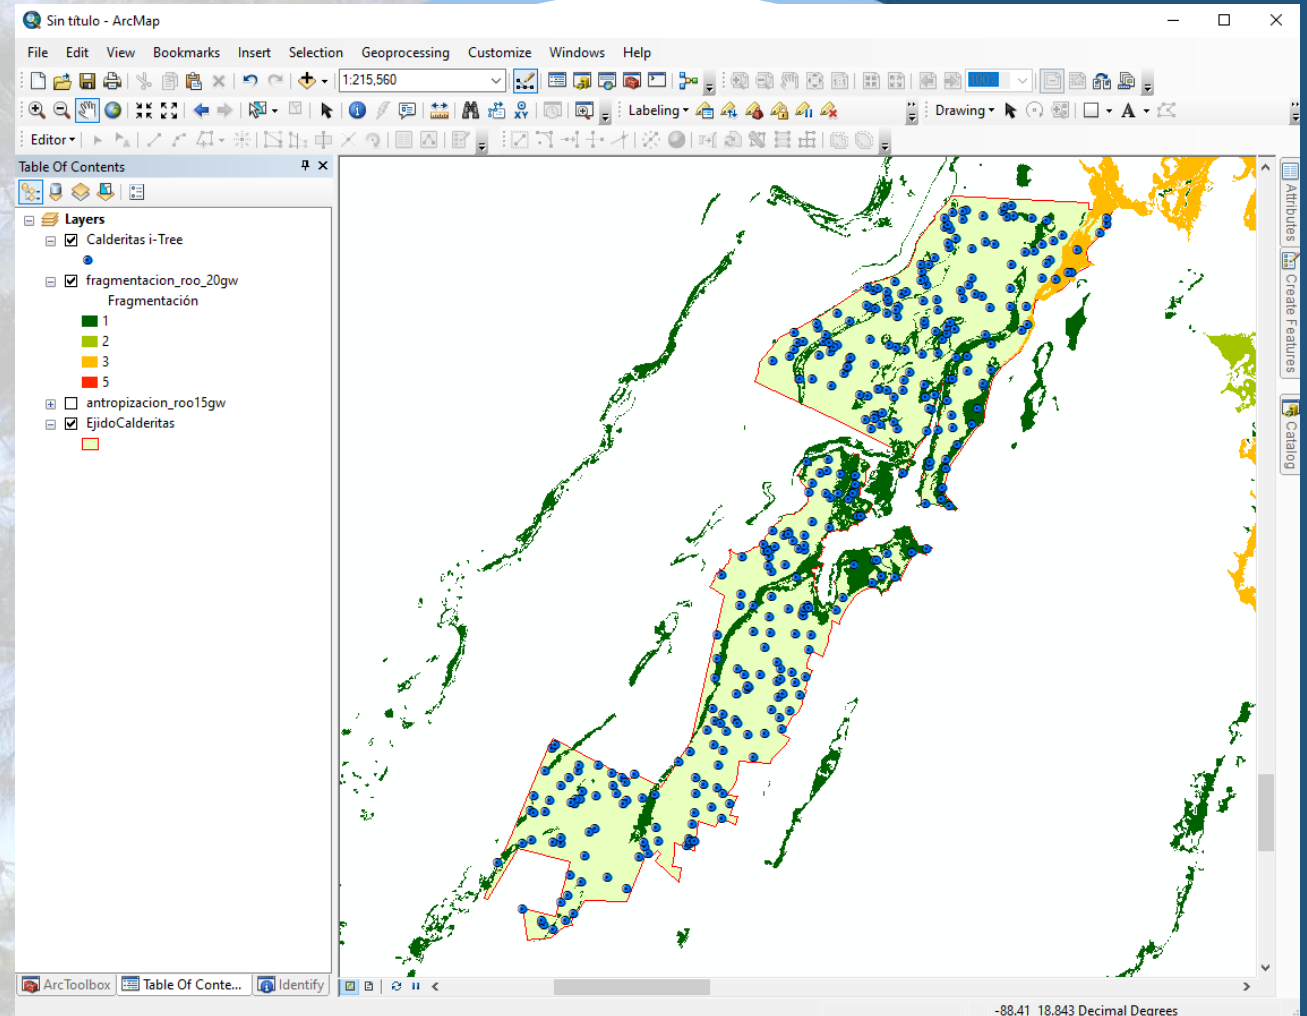 Sin título - ArcMap
File Edit View Bookmarks Insert Selection Geoprocessing Customize Windows Help
1:215,560
100%
Labeling
Drawing
A
Editor
Table Of Contents
Layers
Calderitas i-Tree
fragmentacion_roo_20gw
Fragmentación
1
2
3
5
antropizacion_roo15gw
EjidoCalderitas
Attributes
Create Features
Catalog
ArcToolbox Table Of Conte... Identify
-88.41 18.843 Decimal Degrees